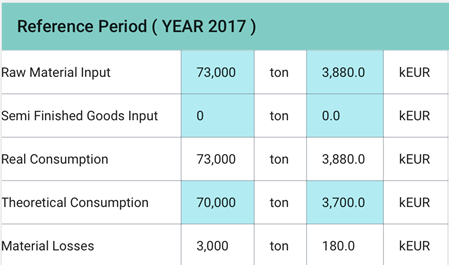 Reference Period ( YEAR 2017 )
Raw Material Input 73,000 ton 3,880.0 kEUR
Semi Finished Goods Input 0 ton 0.0 kEUR
Real Consumption 73,000 ton 3,880.0 kEUR
Theoretical Consumption 70,000 ton 3,700.0 kEUR
Material Losses 3,000 ton 180.0 kEUR